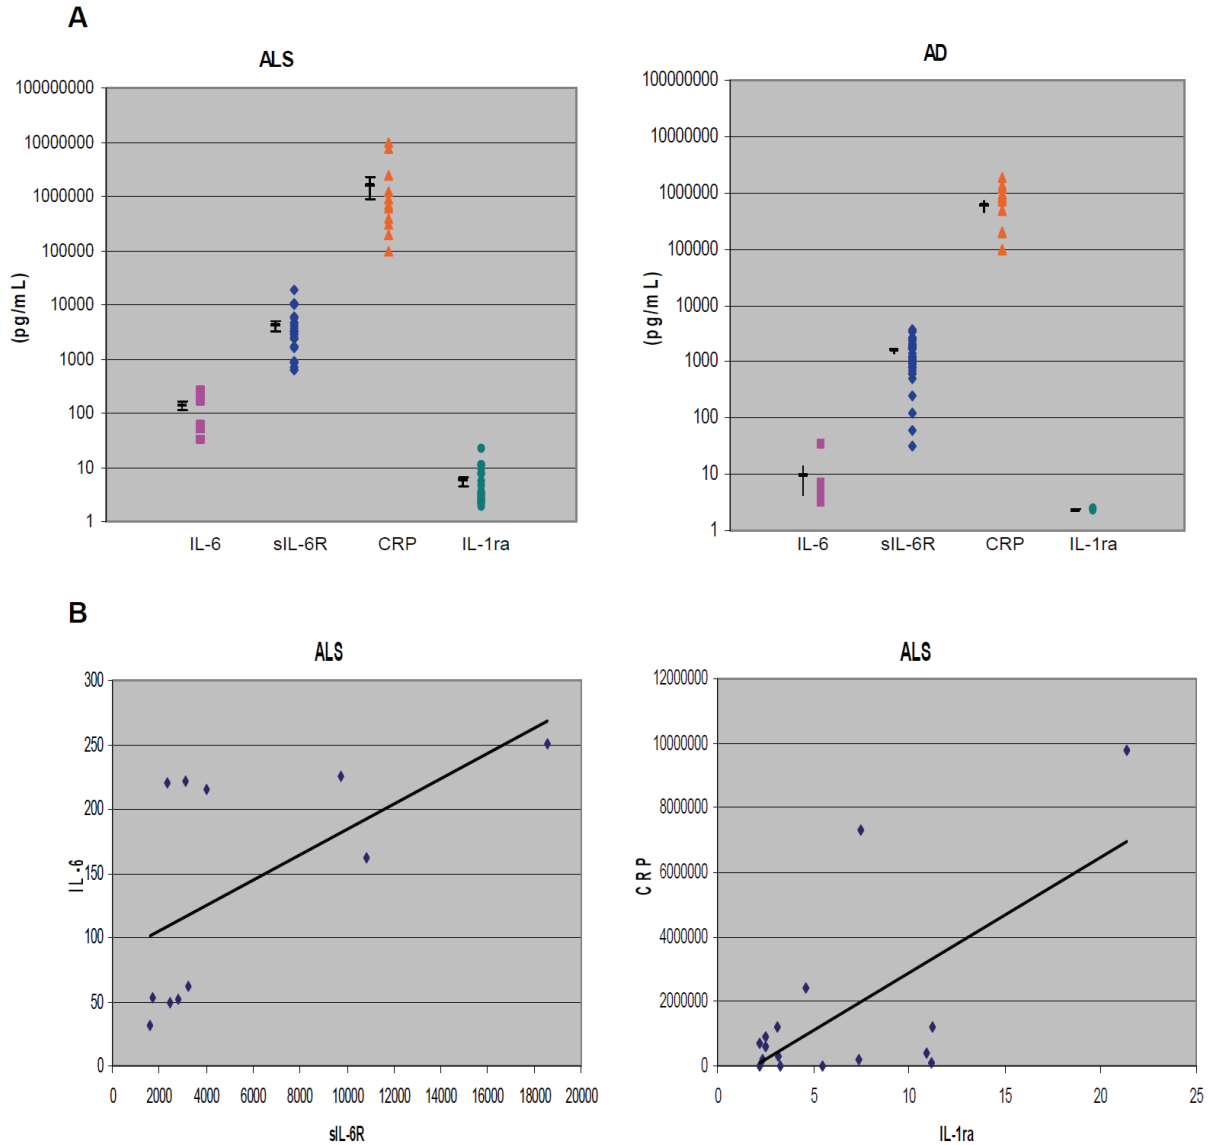 A
ALS
100000000
10000000
1000000
100000
10000
1000
100
10
1
(pg/mL)
IL-6 sIL-6R CRP IL-1ra
AD
100000000
10000000
1000000
100000
10000
1000
100
10
1
(pg/mL)
IL-6 sIL-6R CRP IL-1ra
B
ALS
300
250
200
150
100
50
0
IL-6
0 2000 4000 6000 8000 10000 12000 14000 16000 18000 20000
sIL-6R
ALS
12000000
10000000
8000000
6000000
4000000
2000000
0
CRP
0 5 10 15 20 25
IL-1ra